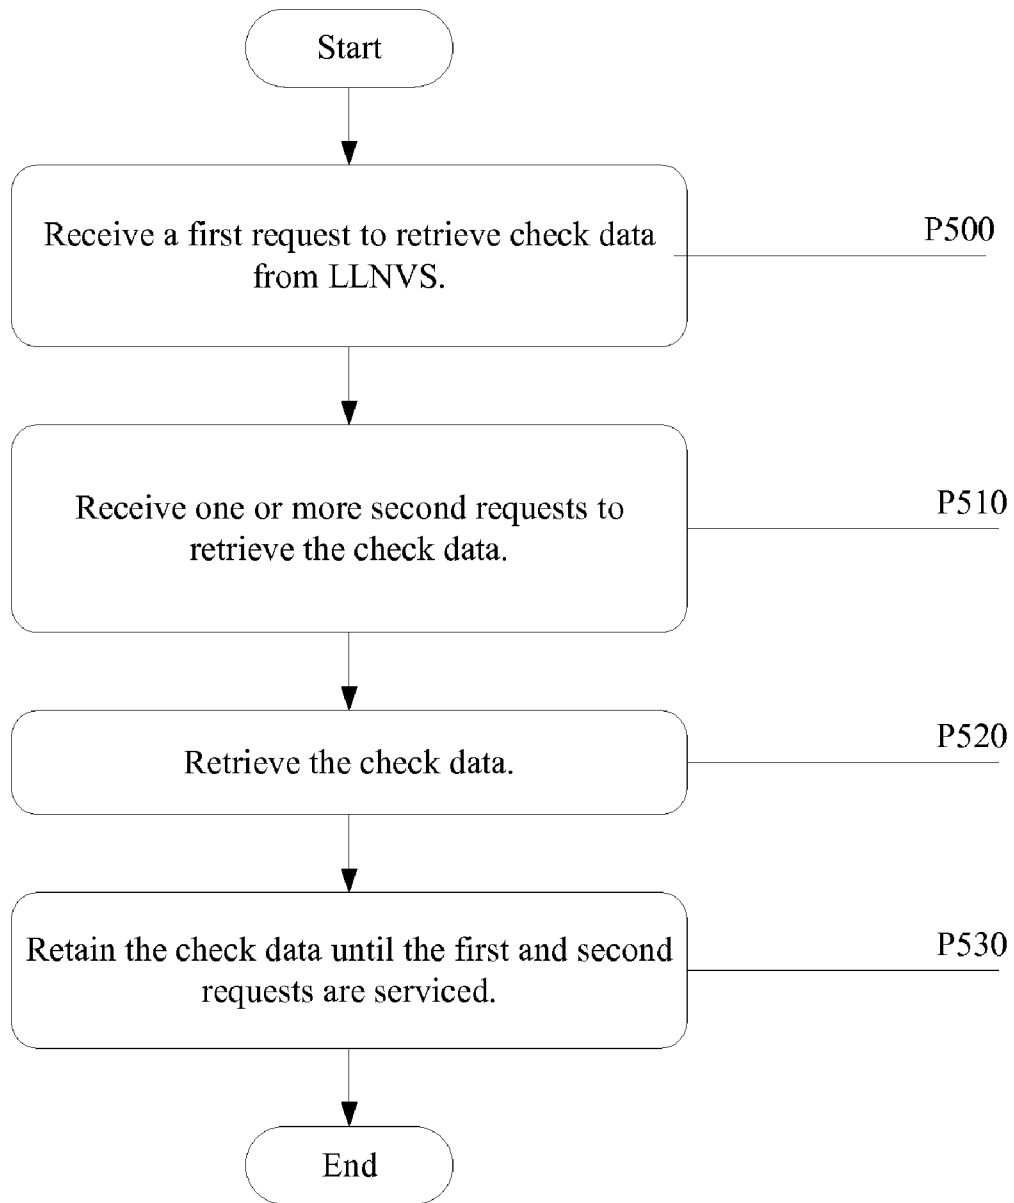 Start
Receive a first request to retrieve check data
from LLNVS.
P500
Receive one or more second requests to
retrieve the check data.
P510
Retrieve the check data.
P520
Retain the check data until the first and second
requests are serviced.
P530
End